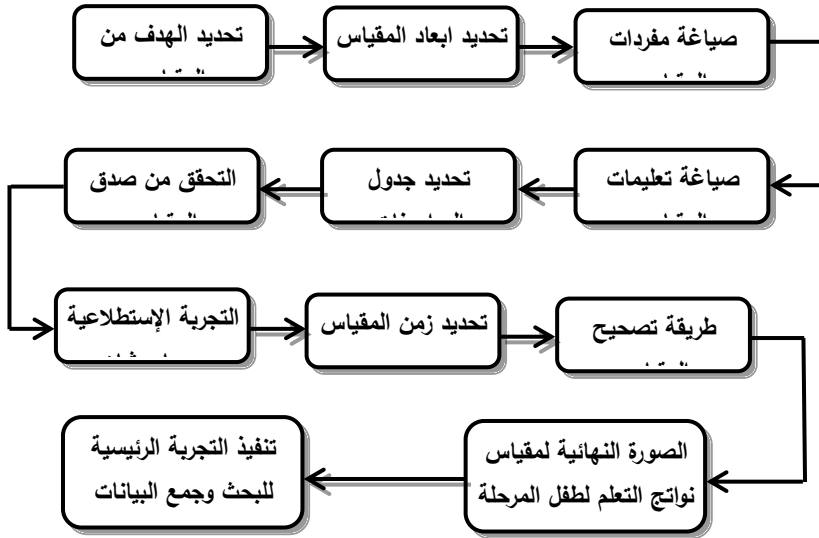 تحديد الهدف من
تحديد ابعاد المقياس
صياغة مفردات
صياغة تعليمات
تحديد جدول
التحقق من صدق
التجربة الإستطلاعية
تحديد زمن المقياس
طريقة تصحيح
الصورة النهائية لمقياس
نواتج التعلم لطفل المرحلة
تنفيذ التجربة الرئيسية
للبحث وجمع البيانات